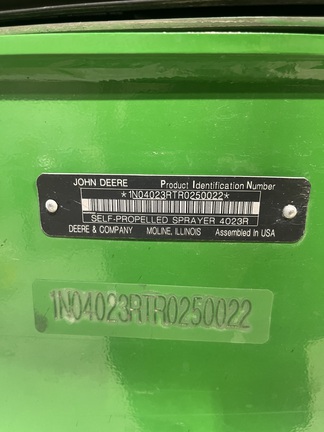 JOHN DEERE Product Identification Number
*1N04023RTR0250022*
SELF-PROPELLED SPRAYER 4023R
DEERE & COMPANY MOLINE, ILLINOIS Assembled In USA
1N04023RTR0250022